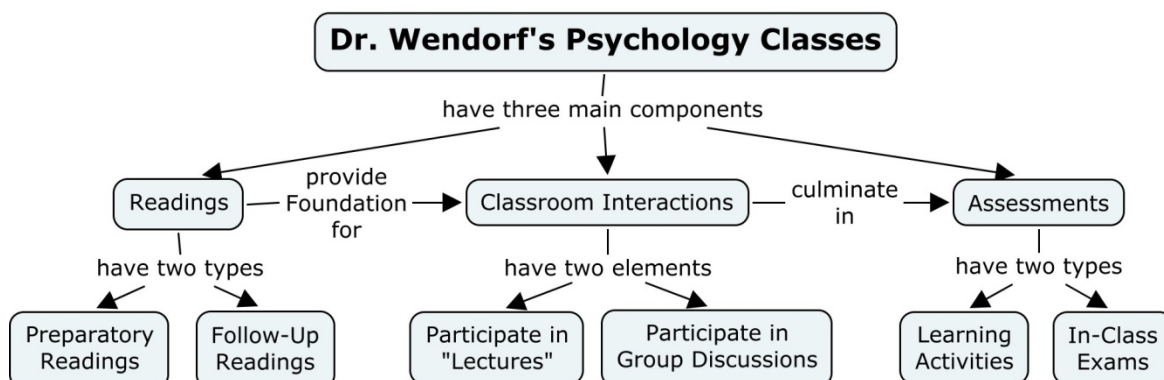 Dr. Wendorf's Psychology Classes
have three main components
Readings
provide
Foundation
for
Classroom Interactions
culminate
in
Assessments
have two types
have two elements
have two types
Preparatory
Readings
Follow-Up
Readings
Participate in
"Lectures"
Participate in
Group Discussions
Learning
Activities
In-Class
Exams